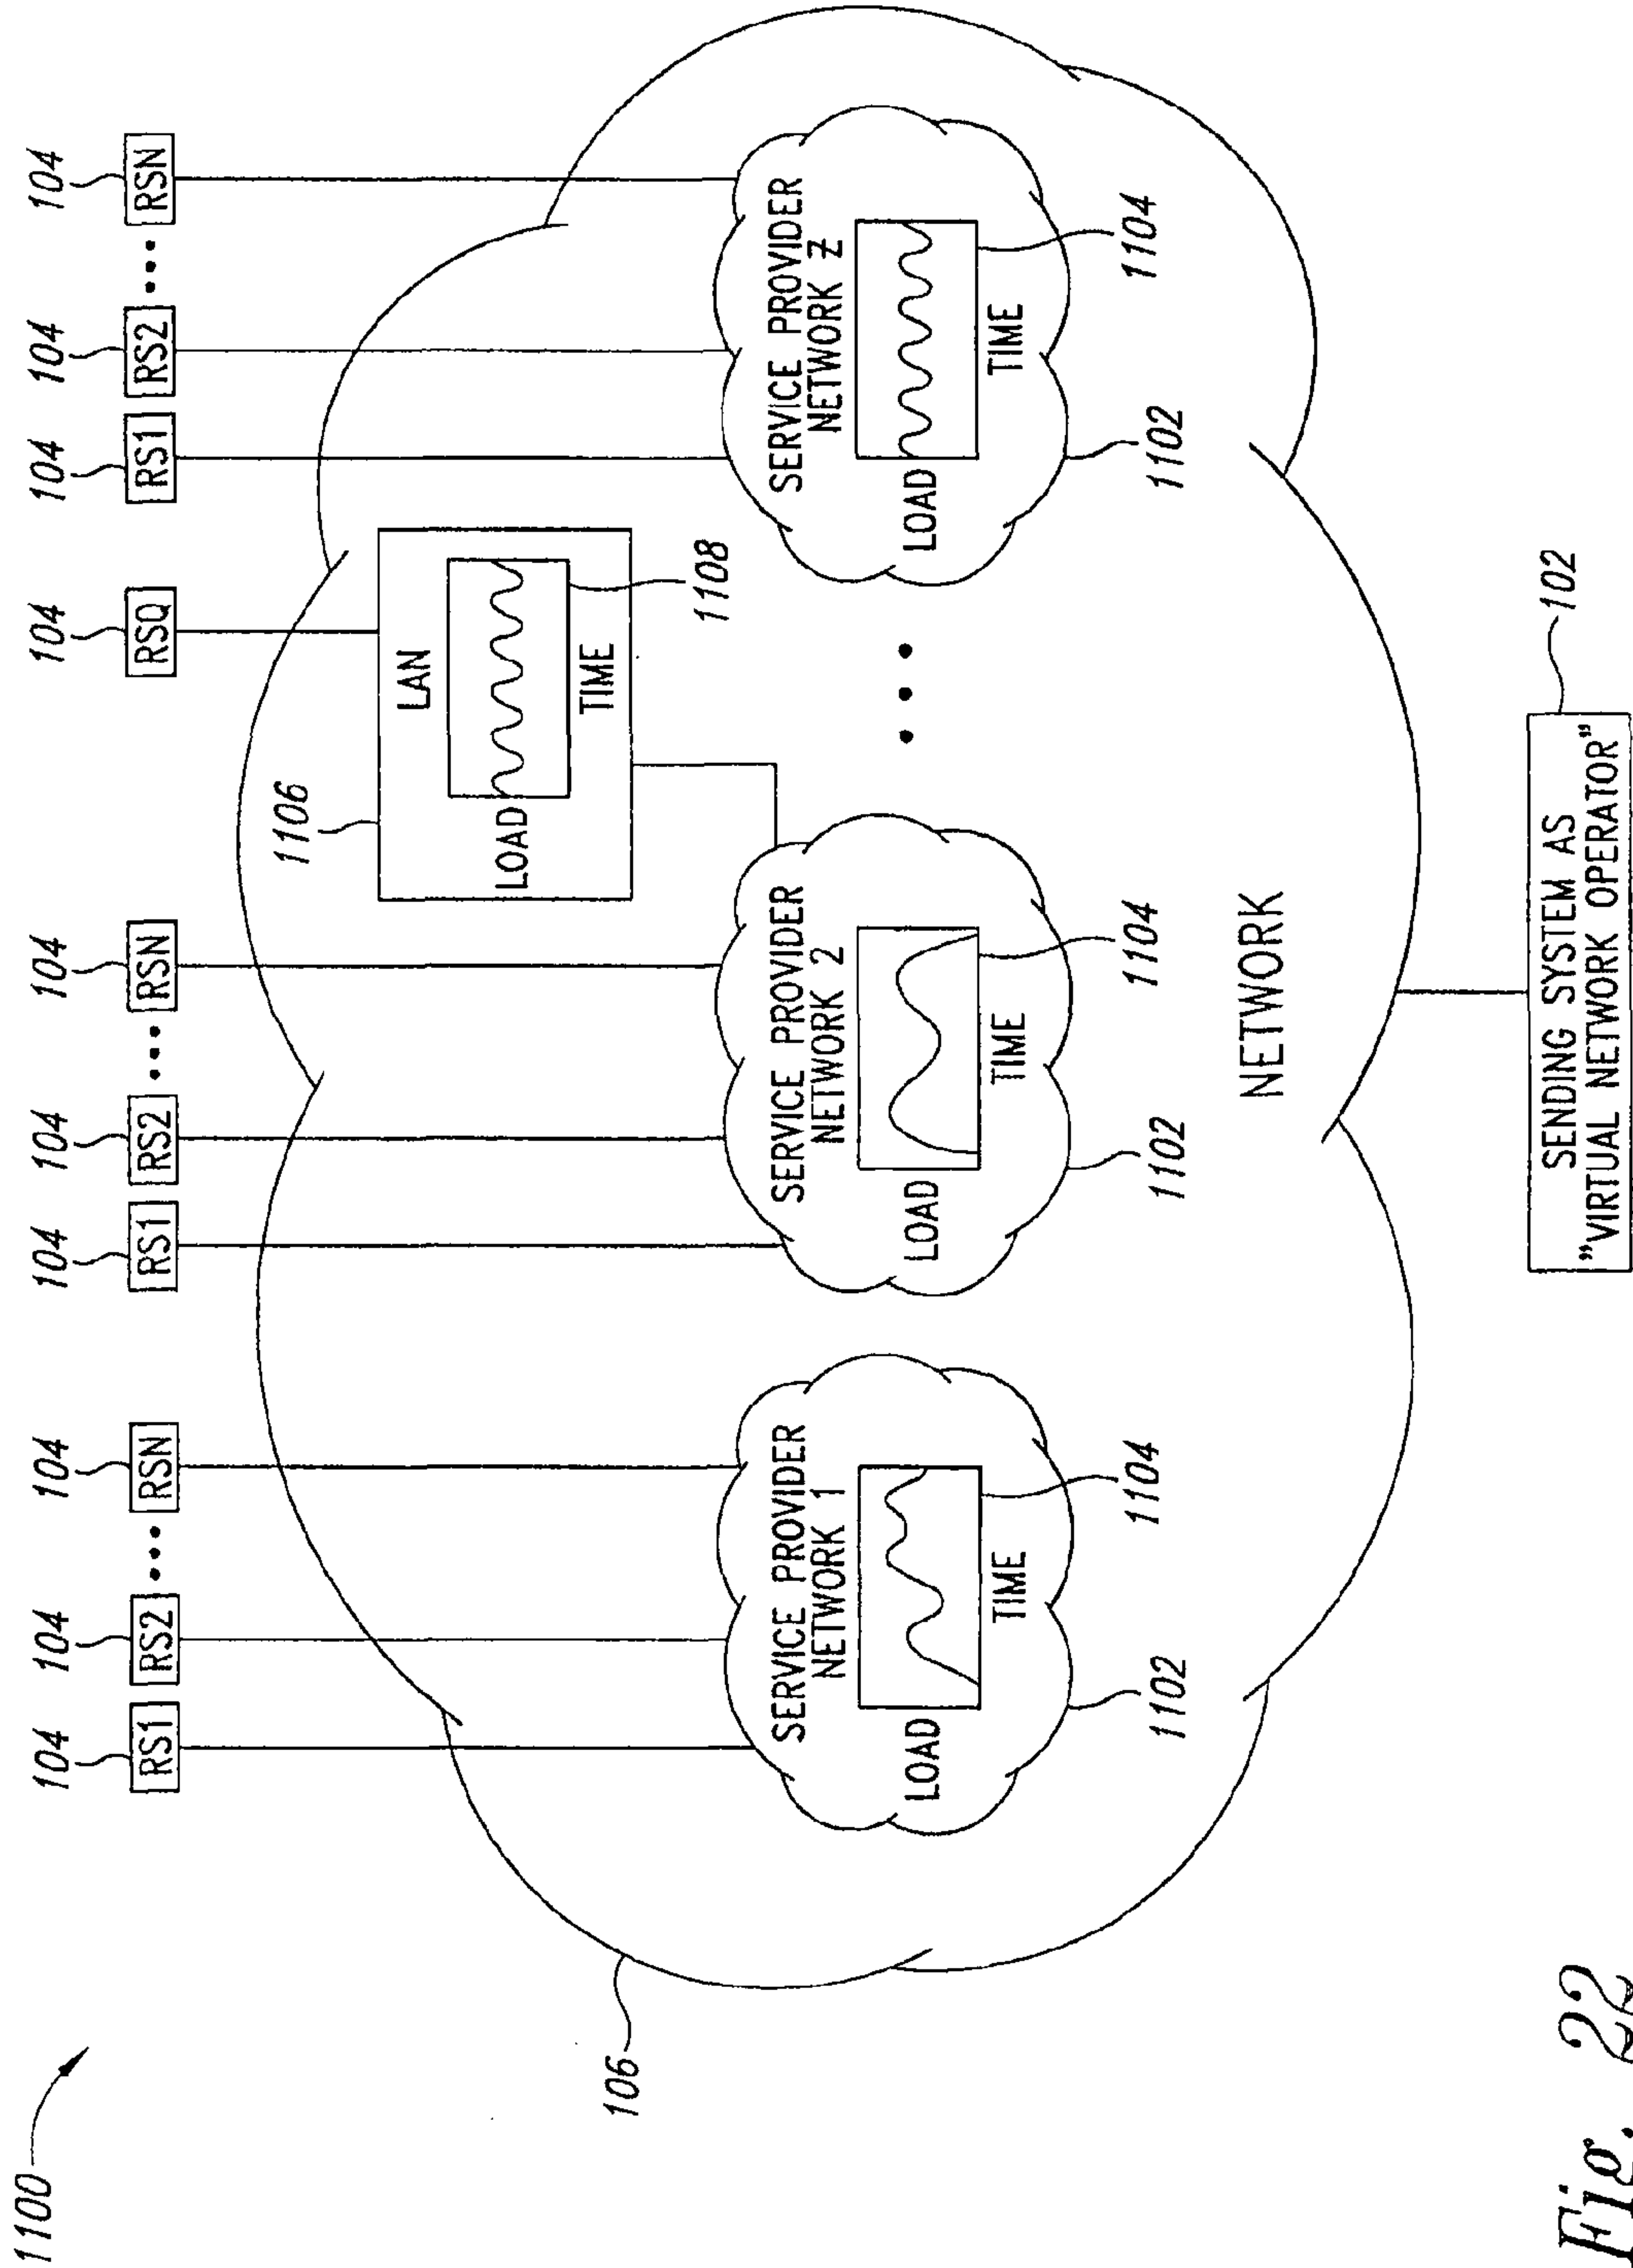 1100
104 104 104 104 104 104 104 104 104 104
RS1 RS2 ... RSN RS1 RS2 ... RSN RSQ RS1 RS2 ... RSN
106
1106
LAN
LOAD
TIME
1108
SERVICE PROVIDER
NETWORK 1
LOAD
TIME
1102
1104
SERVICE PROVIDER
NETWORK 2
LOAD
TIME
1102
1104
...
SERVICE PROVIDER
NETWORK Z
LOAD
TIME
1102
1104
NETWORK
102
SENDING SYSTEM AS
"VIRTUAL NETWORK OPERATOR"
Fig. 22